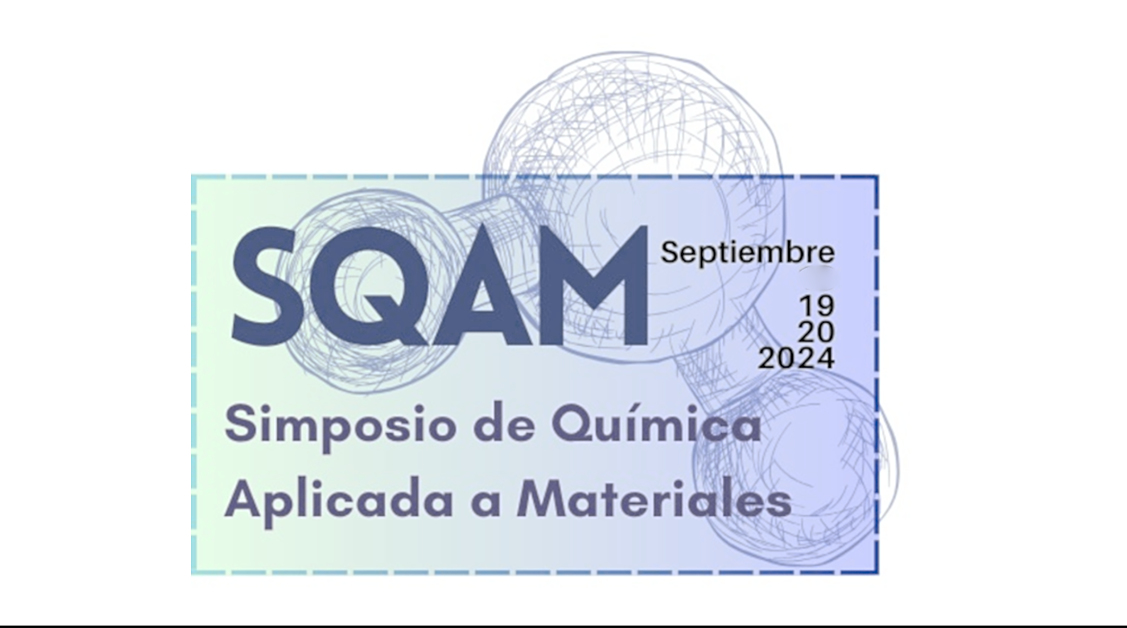 SQAM
Septiembre
19
20
2024
Simposio de Química
Aplicada a Materiales